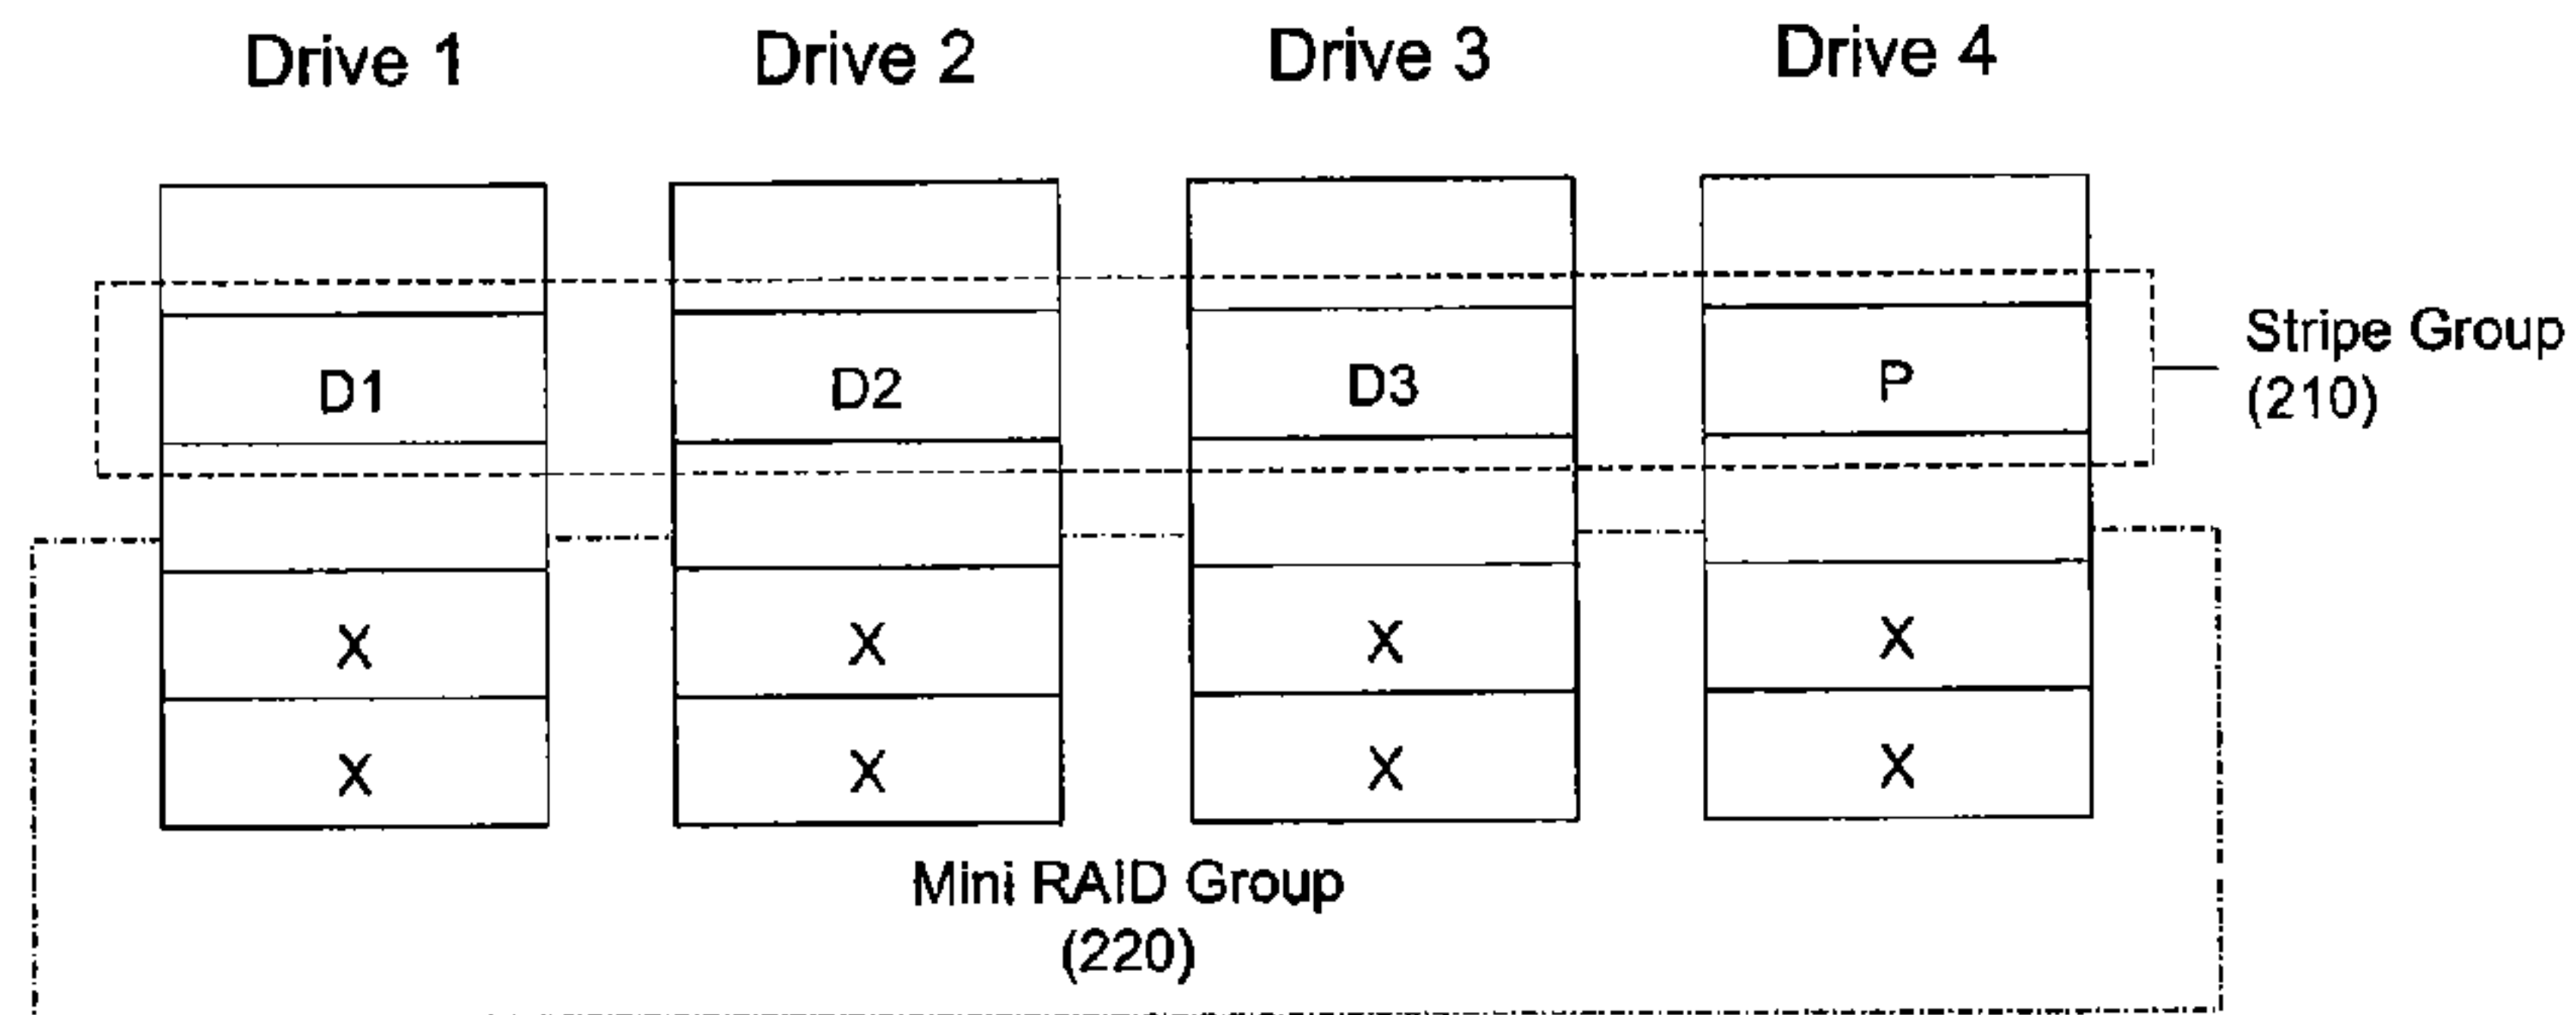 Drive 1 Drive 2 Drive 3 Drive 4
D1 D2 D3 P
Stripe Group
(210)
X X X X
X X X X
Mini RAID Group
(220)